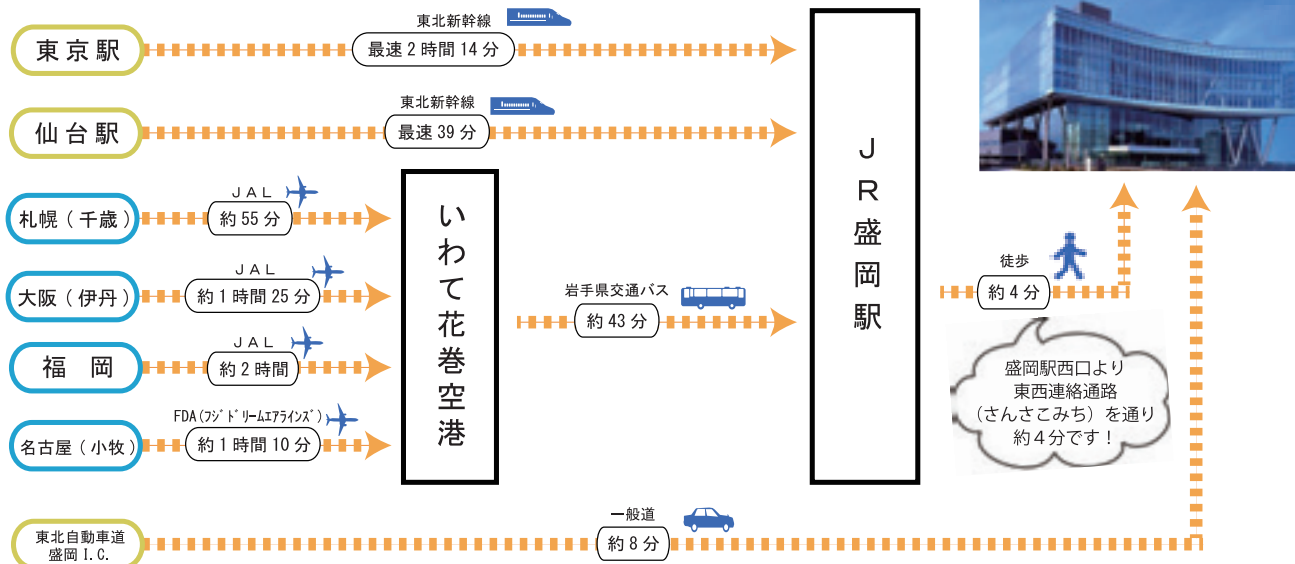 東京駅
東北新幹線
最速2時間14分
仙台駅
東北新幹線
最速39分
札幌(千歳)
JAL
約55分
大阪(伊丹)
JAL
約1時間25分
福岡
JAL
約2時間
名古屋(小牧)
FDA(フジドリームエアラインズ)
約1時間10分
いわて花巻空港
岩手県交通バス
約43分
JR盛岡駅
徒歩
約4分
盛岡駅西口より
東西連絡通路
(さんさこみち)を通り
約4分です!
東北自動車道
盛岡I.C.
一般道
約8分